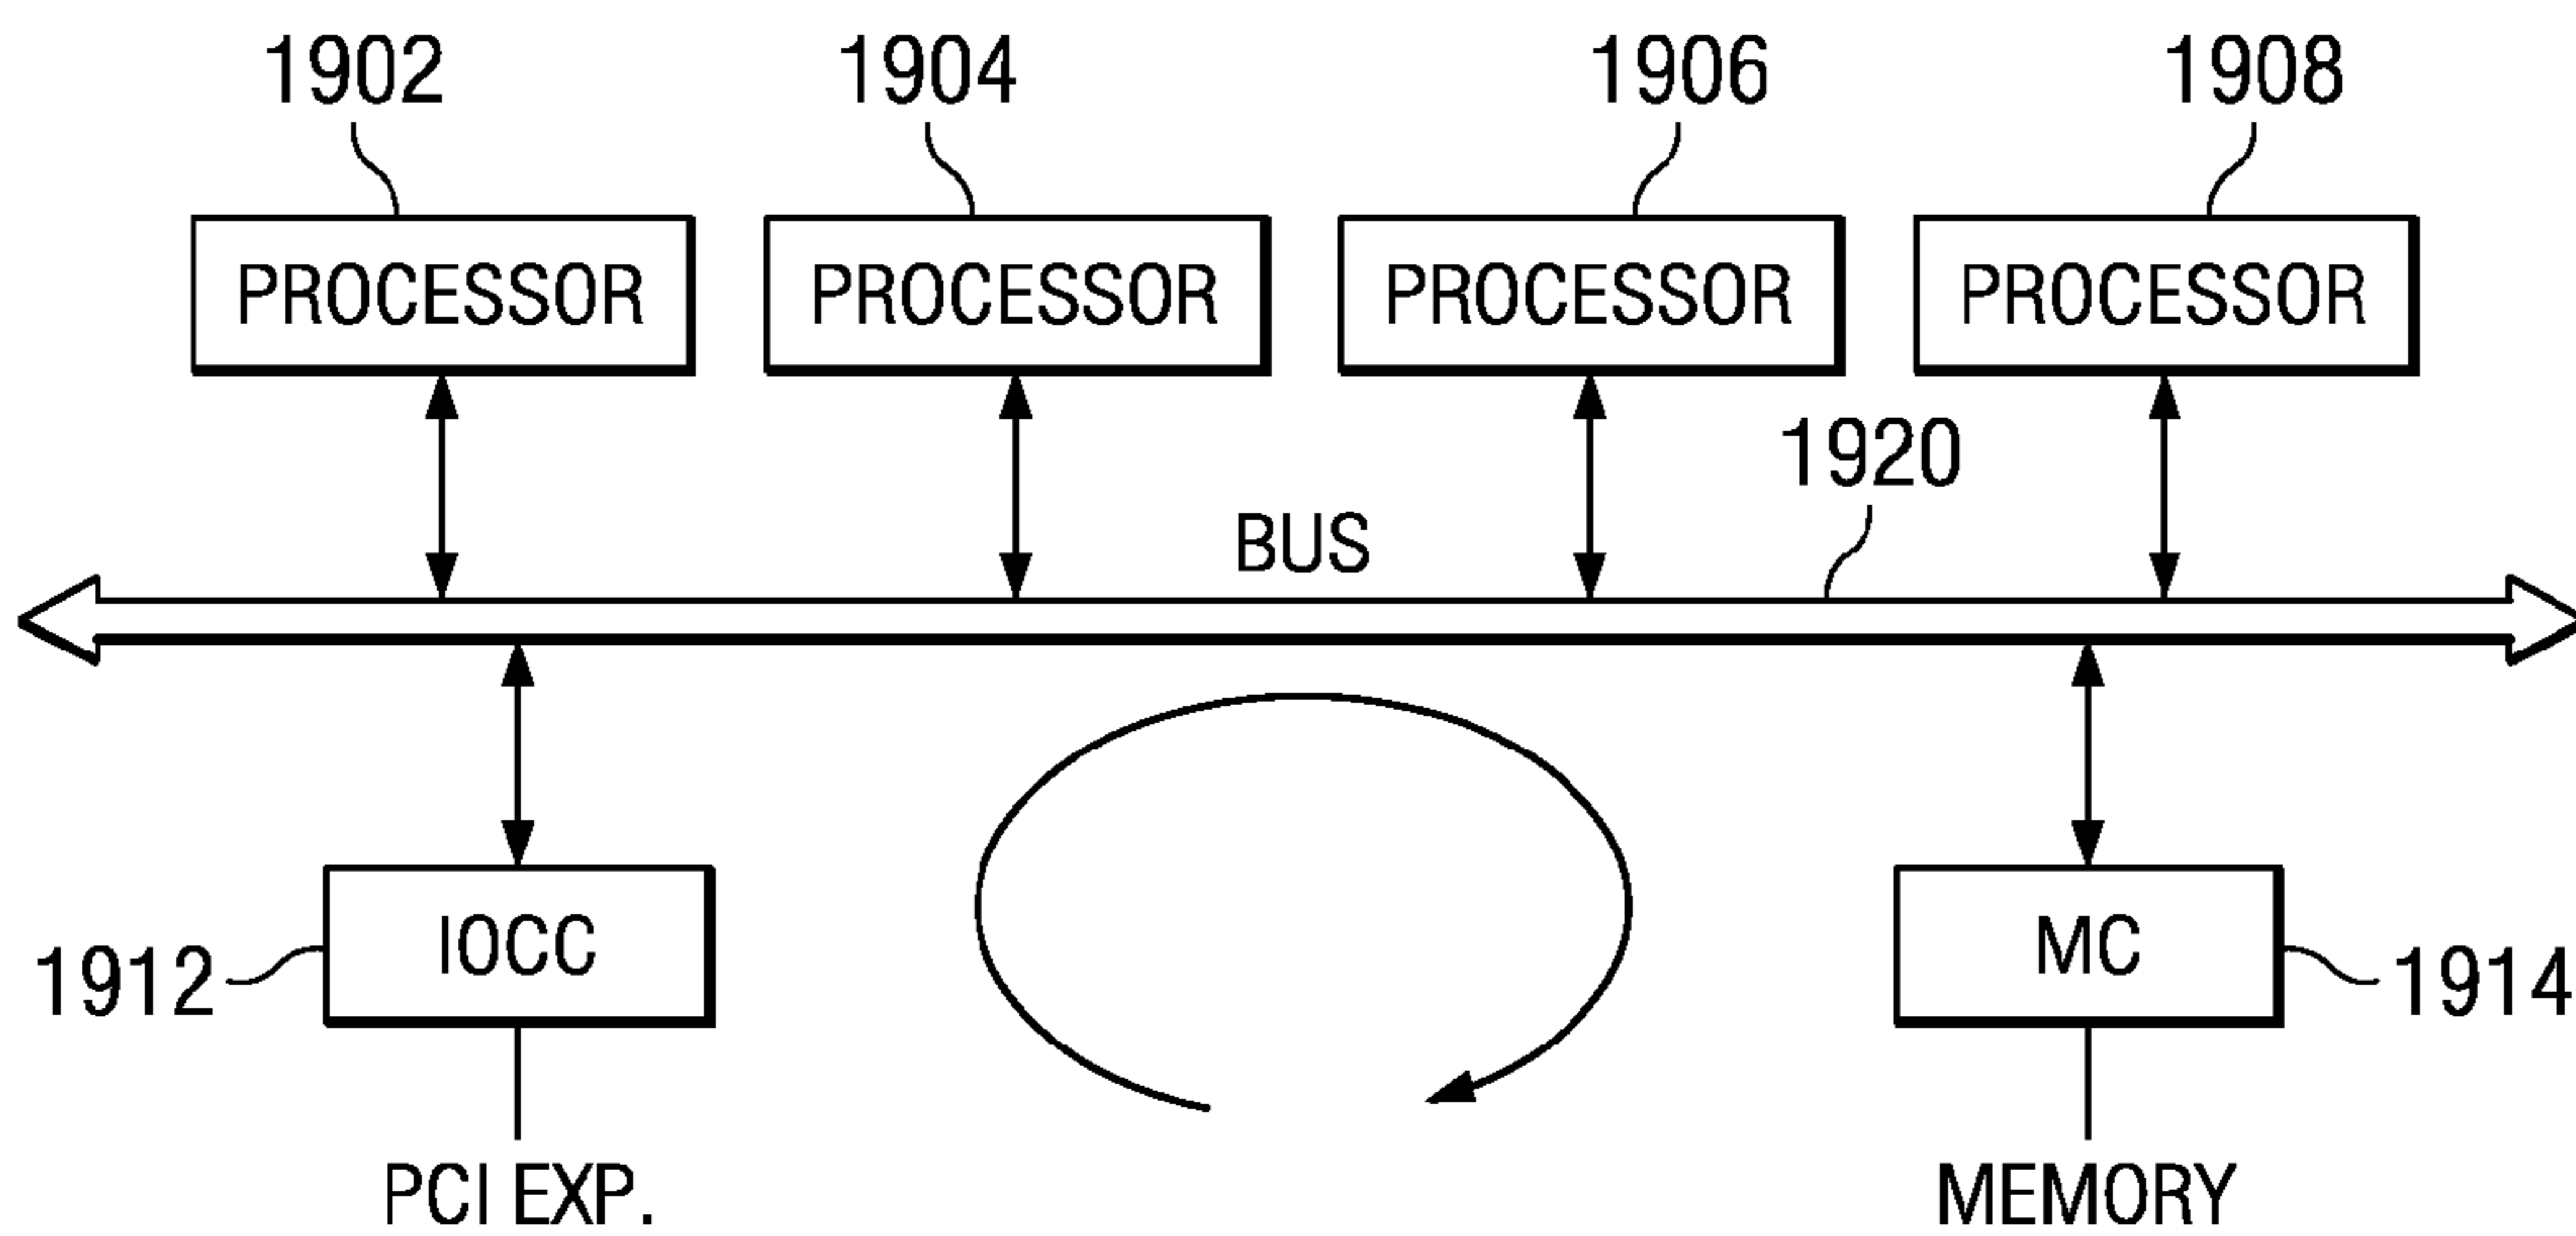 1902 1904 1906 1908
PROCESSOR PROCESSOR PROCESSOR PROCESSOR
1920
BUS
IOCC MC
1912 1914
PCI EXP. MEMORY